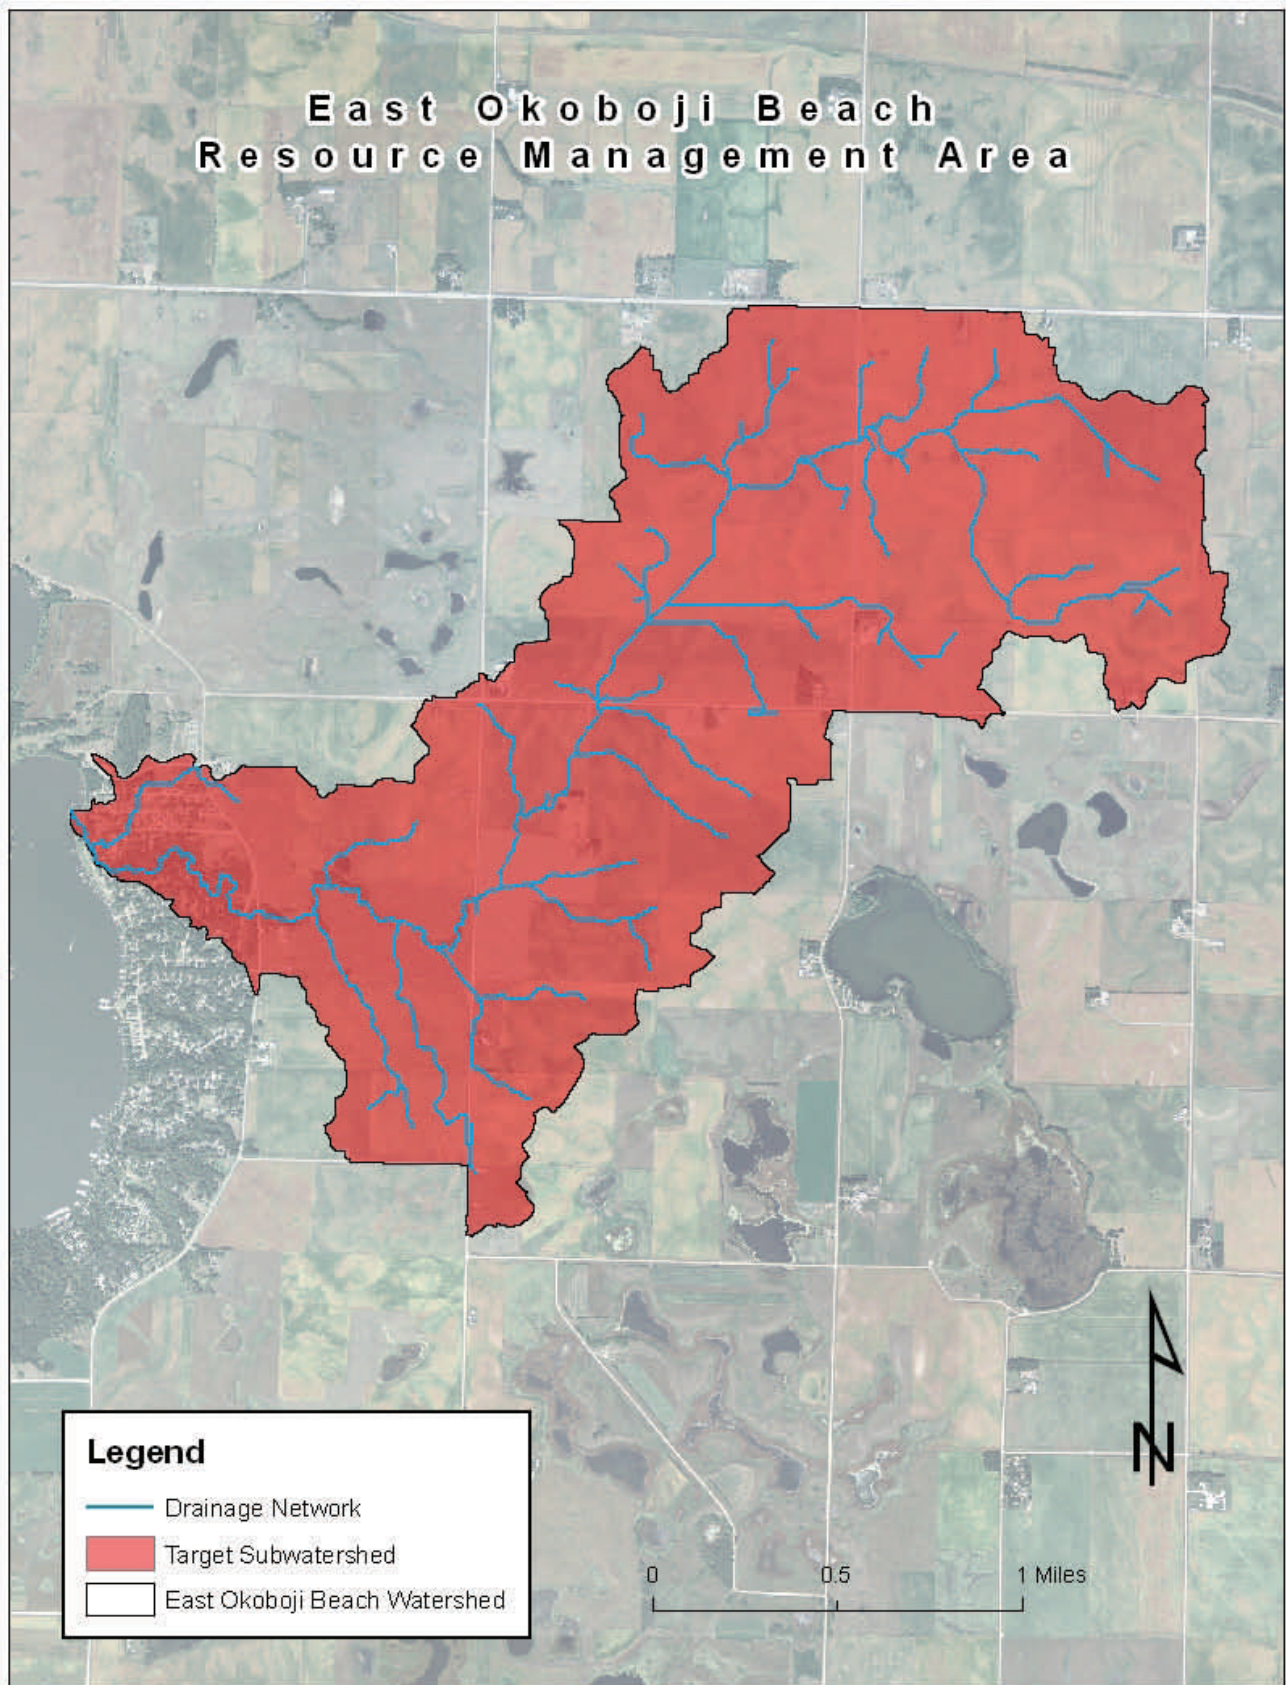 East Okoboji Beach
Resource Management Area
Legend
Drainage Network
Target Subwatershed
East Okoboji Beach Watershed
0 0.5 1 Miles
N